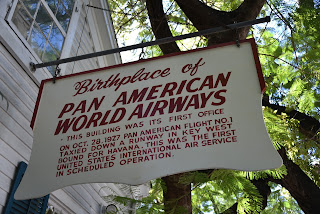 Birthplace of
PAN AMERICAN
WORLD AIRWAYS
THIS BUILDING WAS ITS FIRST OFFICE
ON OCT. 28, 1927 PAN AMERICAN FLIGHT NO. 1
TAXIED DOWN A RUNWAY IN KEY WEST
BOUND FOR HAVANA. THIS WAS THE FIRST
UNITED STATES INTERNATIONAL AIR SERVICE
IN SCHEDULED OPERATION.